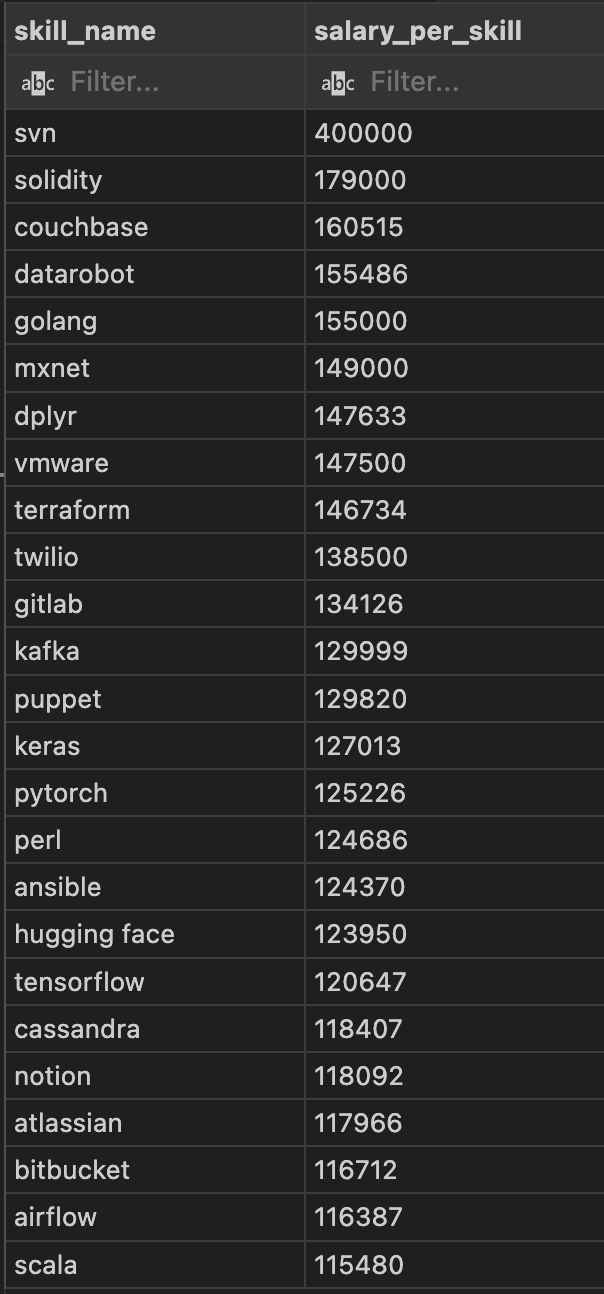 skill_name salary_per_skill
abc Filter... abc Filter...
svn 400000
solidity 179000
couchbase 160515
datarobot 155486
golang 155000
mxnet 149000
dplyr 147633
vmware 147500
terraform 146734
twilio 138500
gitlab 134126
kafka 129999
puppet 129820
keras 127013
pytorch 125226
perl 124686
ansible 124370
hugging face 123950
tensorflow 120647
cassandra 118407
notion 118092
atlassian 117966
bitbucket 116712
airflow 116387
scala 115480